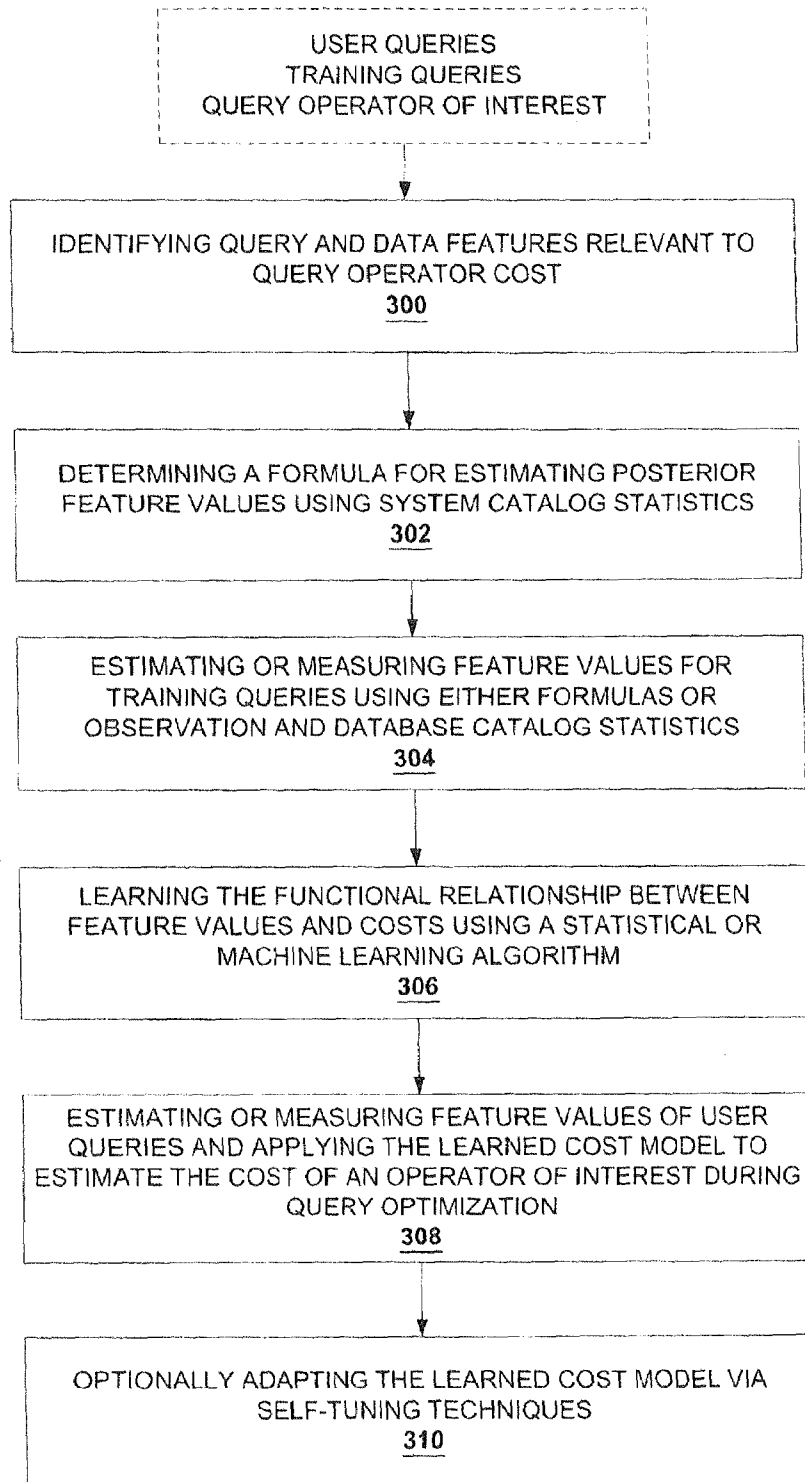 USER QUERIES
TRAINING QUERIES
QUERY OPERATOR OF INTEREST
IDENTIFYING QUERY AND DATA FEATURES RELEVANT TO
QUERY OPERATOR COST
300
DETERMINING A FORMULA FOR ESTIMATING POSTERIOR
FEATURE VALUES USING SYSTEM CATALOG STATISTICS
302
ESTIMATING OR MEASURING FEATURE VALUES FOR
TRAINING QUERIES USING EITHER FORMULAS OR
OBSERVATION AND DATABASE CATALOG STATISTICS
304
LEARNING THE FUNCTIONAL RELATIONSHIP BETWEEN
FEATURE VALUES AND COSTS USING A STATISTICAL OR
MACHINE LEARNING ALGORITHM
306
ESTIMATING OR MEASURING FEATURE VALUES OF USER
QUERIES AND APPLYING THE LEARNED COST MODEL TO
ESTIMATE THE COST OF AN OPERATOR OF INTEREST DURING
QUERY OPTIMIZATION
308
OPTIONALLY ADAPTING THE LEARNED COST MODEL VIA
SELF-TUNING TECHNIQUES
310